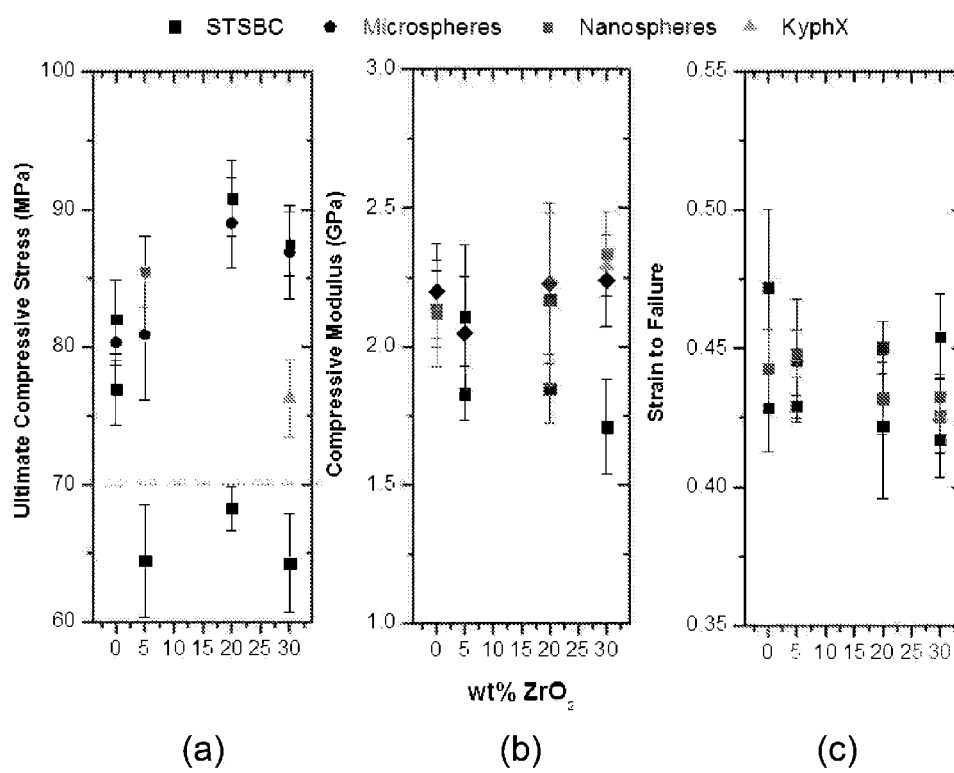 STSBC Microspheres Nanospheres KyphX
Ultimate Compressive Stress (MPa)
100
90
80
70
60
0 5 10 15 20 25 30
Compressive Modulus (GPa)
3.0
2.5
2.0
1.5
1.0
0 5 10 15 20 25 30
Strain to Failure
0.55
0.50
0.45
0.40
0.35
0 5 10 15 20 25 30
wt% ZrO₂
(a) (b) (c)